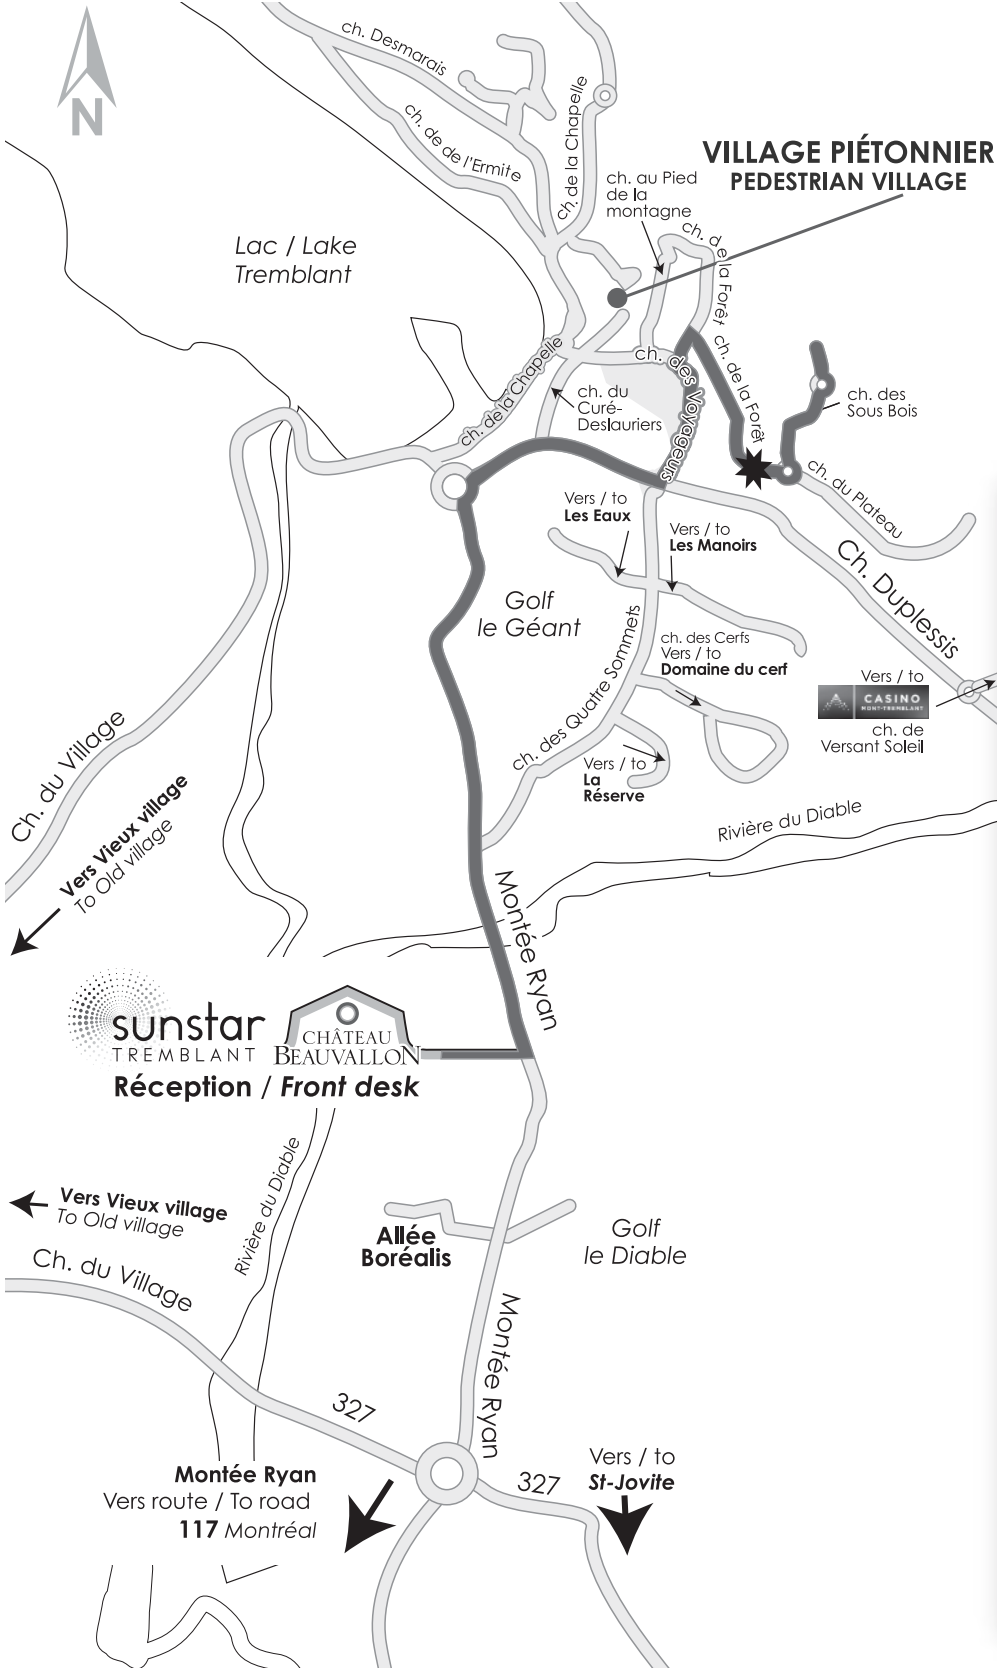 N
ch. Desmarais
ch. de de l'Ermite
ch. de la Chapelle
VILLAGE PIÉTONNIER
PEDESTRIAN VILLAGE
ch. au Pied
de la
montagne
ch. de la Forêt
Lac / Lake
Tremblant
ch. de la Forêt
ch. des Voyageurs
ch. de la Chapelle
ch. du
Curé-
Deslauriers
ch. des
Sous Bois
ch. du Plateau
Vers / to
Les Eaux
Vers / to
Les Manoirs
Ch. Duplessis
Golf
le Géant
ch. des Cerfs
Vers / to
Domaine du cerf
Vers / to
CASINO
MONT-TREMBLANT
ch. de
Versant Soleil
ch. des Quatre Sommets
Vers / to
La
Réserve
Ch. du Village
Vers Vieux village
To Old village
Rivière du Diable
Montée Ryan
sunstar
TREMBLANT
CHÂTEAU
BEAUVALLON
Réception / Front desk
Rivière du Diable
Vers Vieux village
To Old village
Allée
Boréalis
Golf
le Diable
Ch. du Village
Montée Ryan
327
Montée Ryan
Vers route / To road
117 Montréal
327
Vers / to
St-Jovite